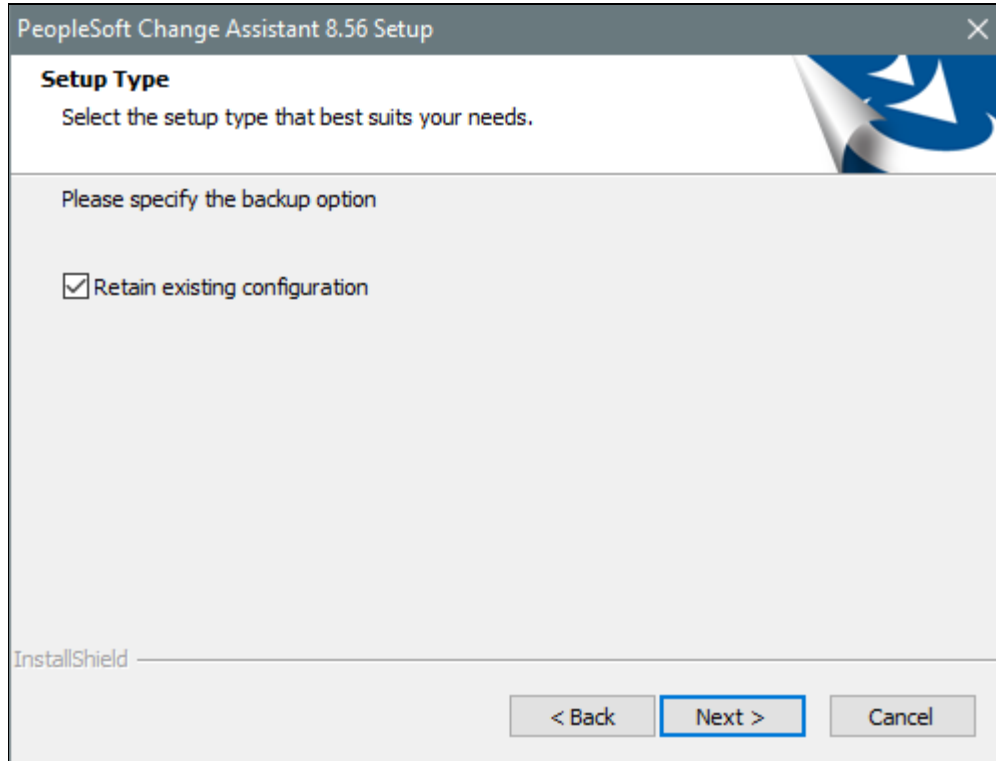 PeopleSoft Change Assistant 8.56 Setup
Setup Type
Select the setup type that best suits your needs.
Please specify the backup option
Retain existing configuration
InstallShield
< Back
Next >
Cancel